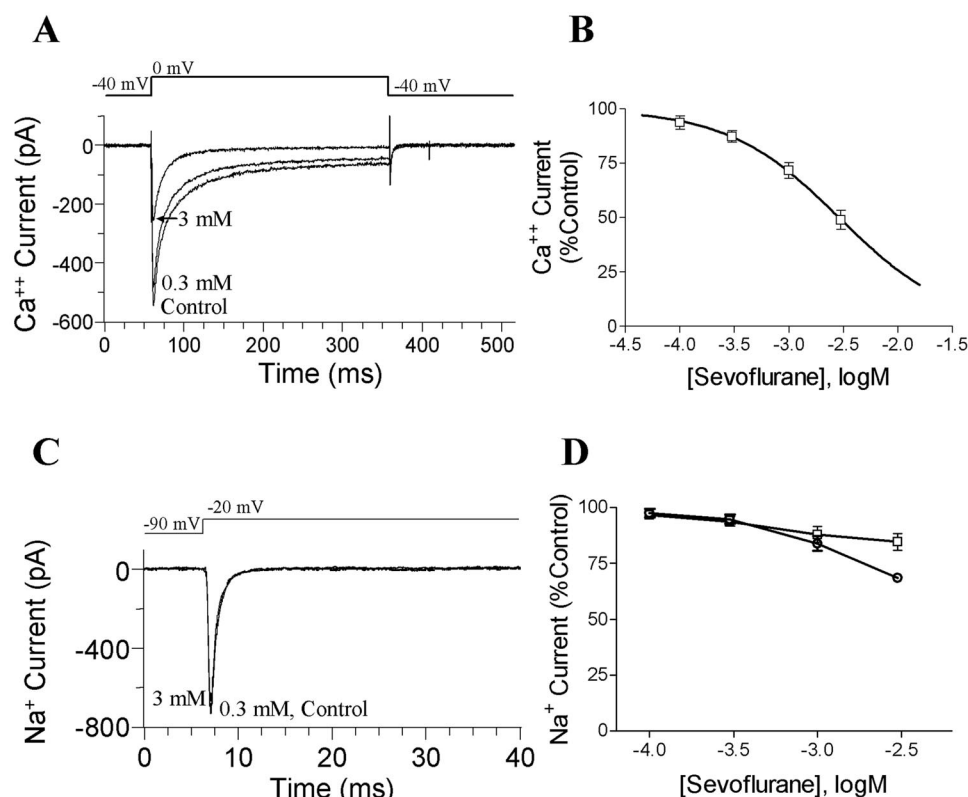 A
0 mV
-40 mV
-40 mV
0
-200
-400
-600
Ca++ Current (pA)
3 mM
0.3 mM
Control
0 100 200 300 400 500
Time (ms)
B
100
75
50
25
0
Ca++ Current
(%Control)
-4.5 -4.0 -3.5 -3.0 -2.5 -2.0 -1.5
[Sevoflurane], logM
C
-20 mV
-90 mV
0
-400
-800
Na+ Current (pA)
3 mM
0.3 mM, Control
0 10 20 30 40
Time (ms)
D
100
75
50
25
0
Na+ Current (%Control)
-4.0 -3.5 -3.0 -2.5
[Sevoflurane], logM